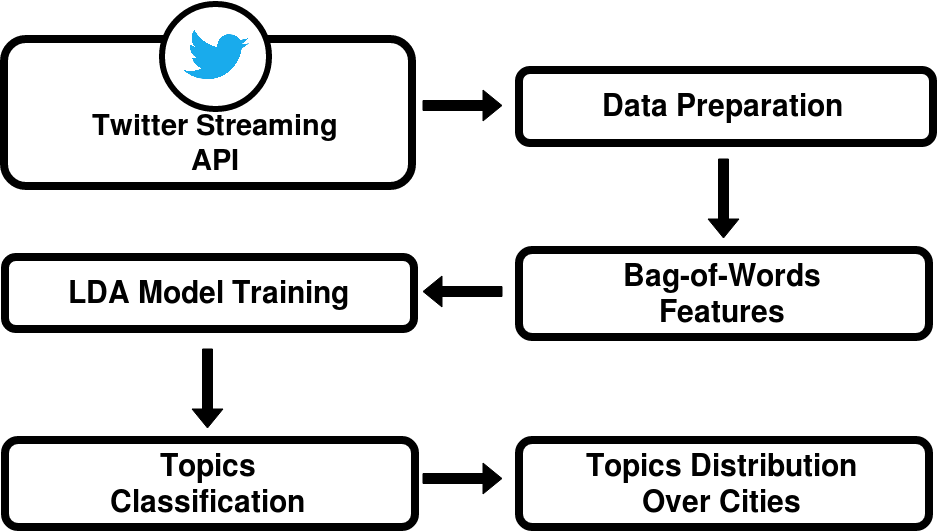 Twitter Streaming
API
Data Preparation
Bag-of-Words
Features
LDA Model Training
Topics
Classification
Topics Distribution
Over Cities